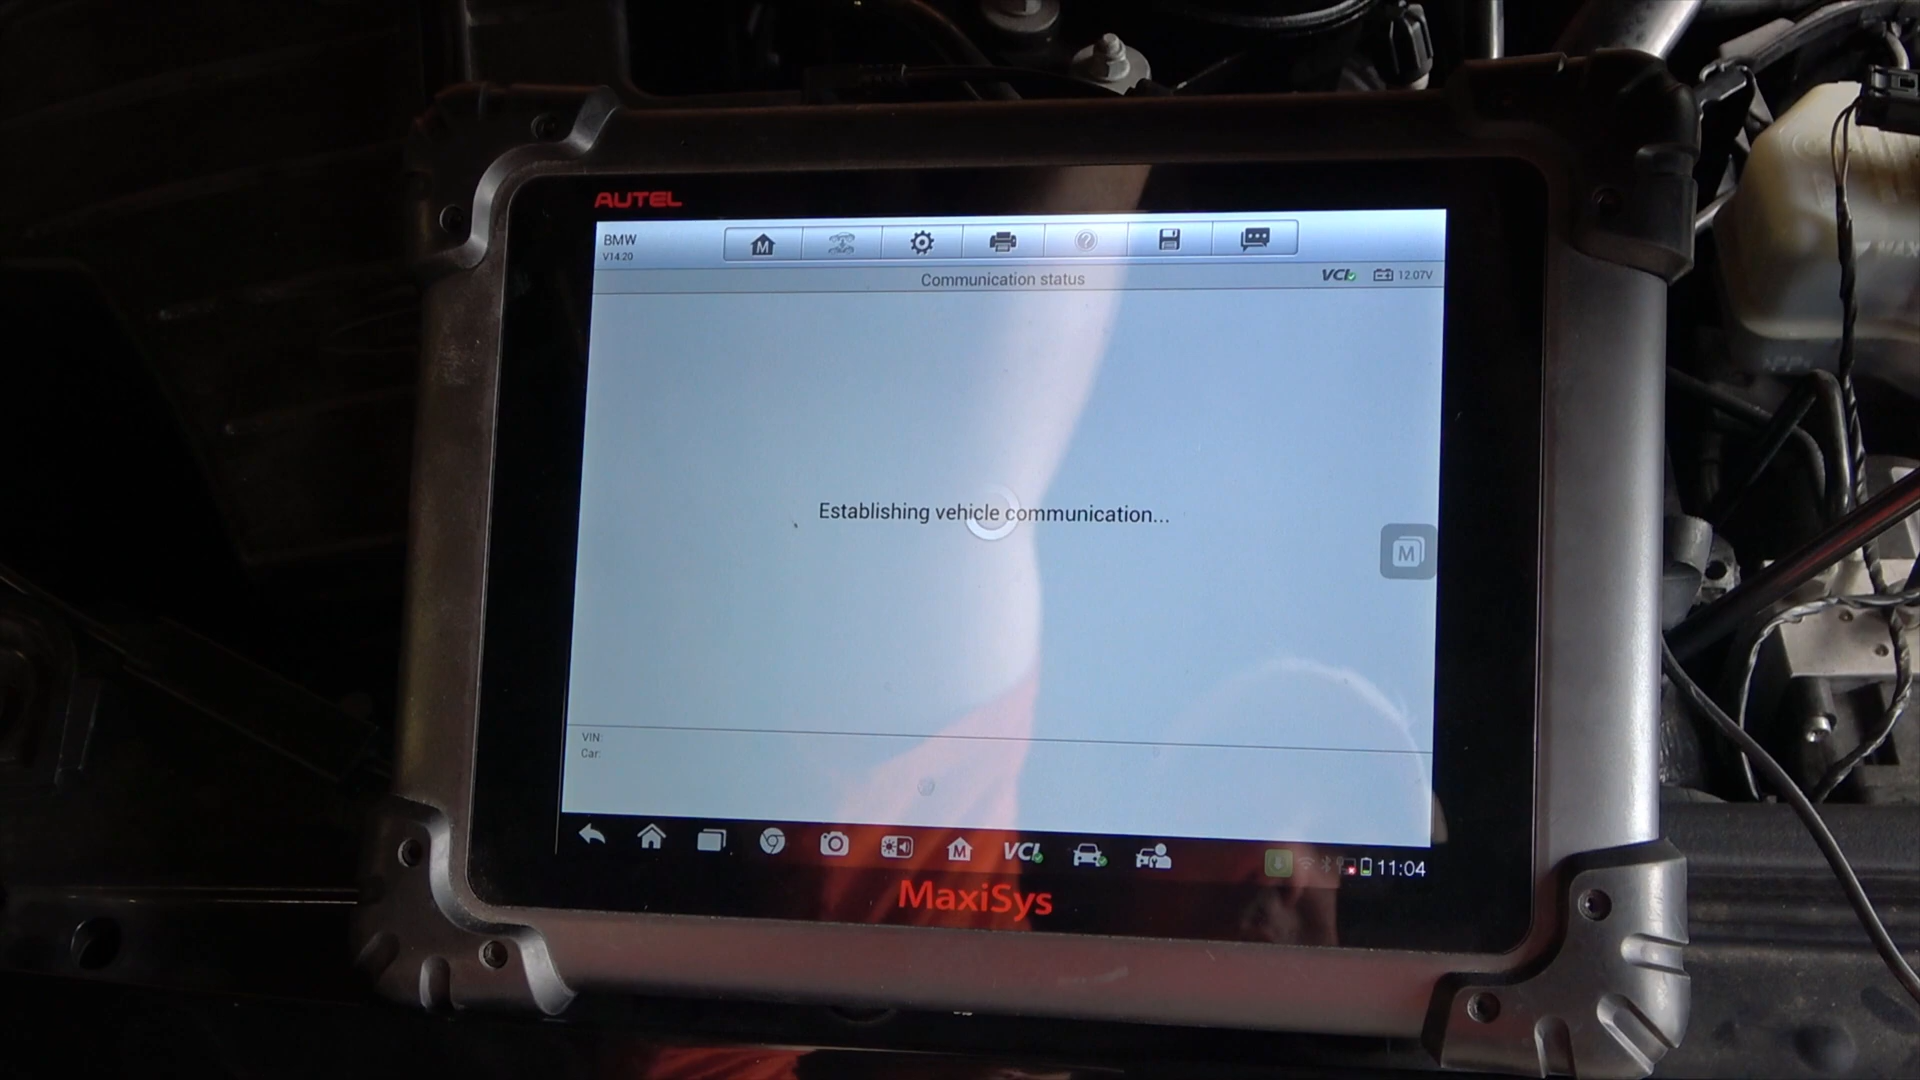 AUTEL
BMW
V14.20
M
?
Communication status
VCI
12.07V
Establishing vehicle communication...
M
VIN:
Car:
M
VCI
11:04
MaxiSys